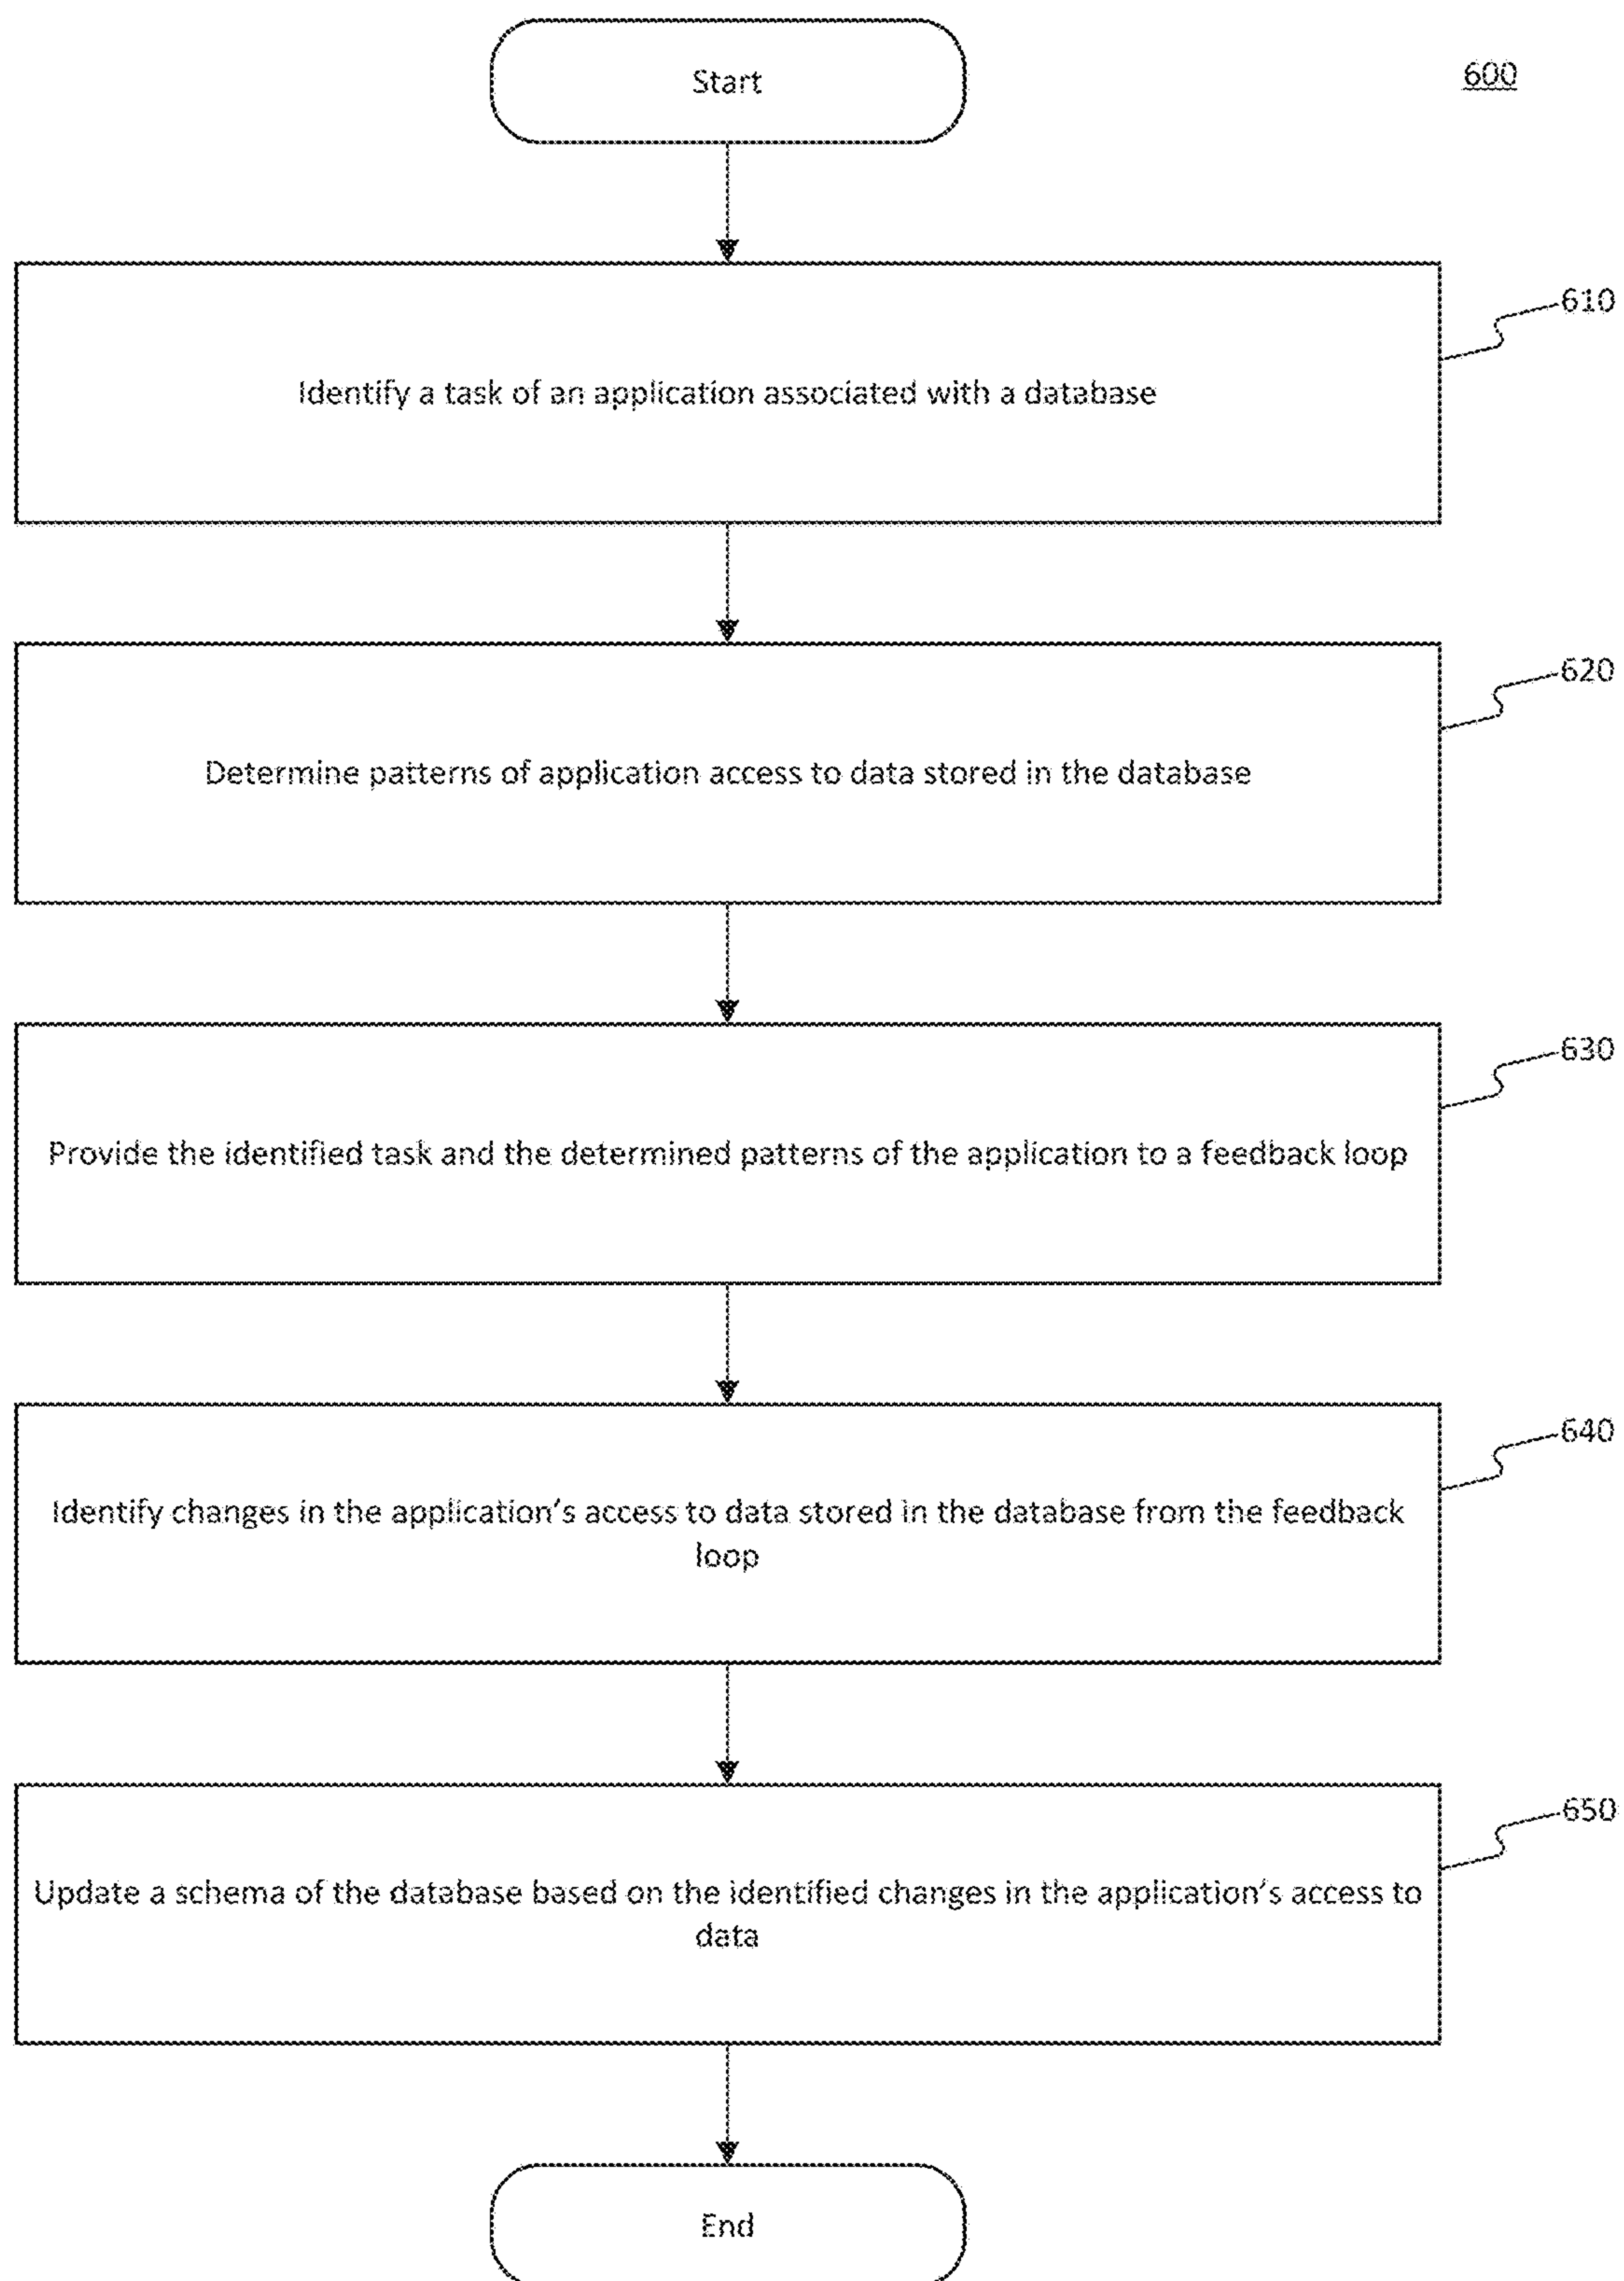 Start
600
Identify a task of an application associated with a database
610
Determine patterns of application access to data stored in the database
620
Provide the identified task and the determined patterns of the application to a feedback loop
630
Identify changes in the application's access to data stored in the database from the feedback
loop
640
Update a schema of the database based on the identified changes in the application's access to
data
650
End